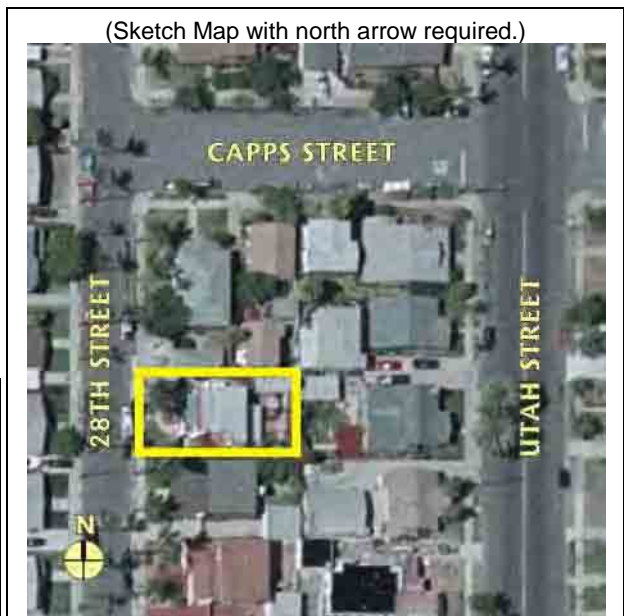 (Sketch Map with north arrow required.)
CAPPS STREET
28TH STREET
UTAH STREET
N